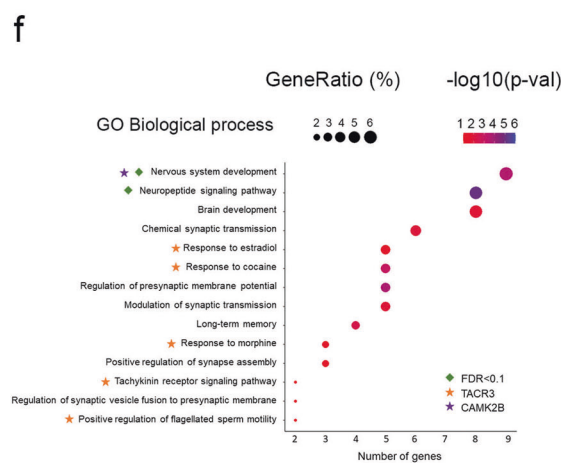 f
GeneRatio (%)
-log10(p-val)
GO Biological process
2 3 4 5 6
1 2 3 4 5 6
Nervous system development
Neuropeptide signaling pathway
Brain development
Chemical synaptic transmission
Response to estradiol
Response to cocaine
Regulation of presynaptic membrane potential
Modulation of synaptic transmission
Long-term memory
Response to morphine
Positive regulation of synapse assembly
Tachykinin receptor signaling pathway
Regulation of synaptic vesicle fusion to presynaptic membrane
Positive regulation of flagellated sperm motility
FDR<0.1
TACR3
CAMK2B
2 3 4 5 6 7 8 9
Number of genes